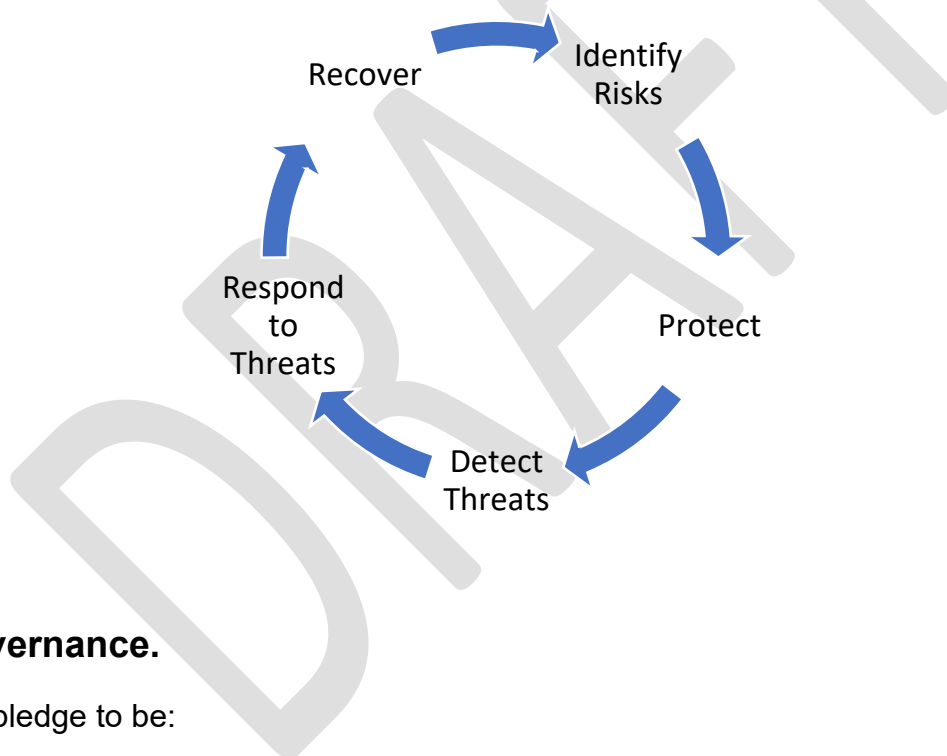 Recover
Identify
Risks
Respond
to
Threats
Protect
Detect
Threats
vernance.
pledge to be:
DRAFT